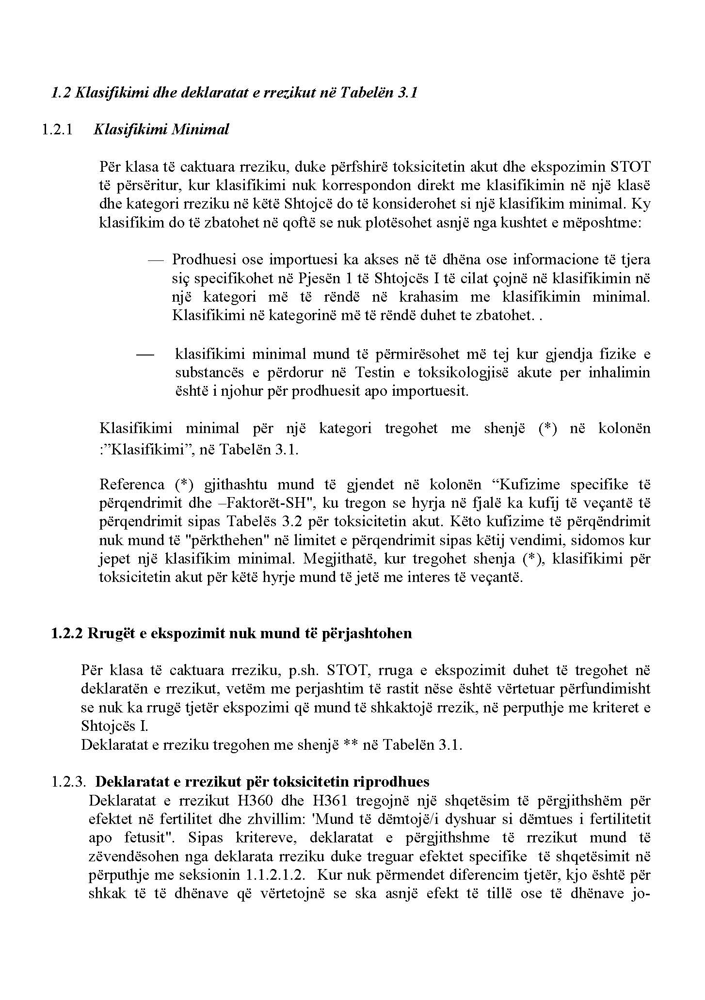 1.2 Klasifikimi dhe deklaratat e rrezikut në Tabelën 3.1
1.2.1 Klasifikimi Minimal
Për klasa të caktuara rreziku, duke përfshirë toksicitetin akut dhe ekspozimin STOT
të përsëritur, kur klasifikimi nuk korrespondon direkt me klasifikimin në një klasë
dhe kategori rreziku në këtë Shtojcë do të konsiderohet si një klasifikim minimal. Ky
klasifikim do të zbatohet në qoftë se nuk plotësohet asnjë nga kushtet e mëposhtme:
— Prodhuesi ose importuesi ka akses në të dhëna ose informacione të tjera
siç specifikohet në Pjesën 1 të Shtojcës I të cilat çojnë në klasifikimin në
një kategori më të rëndë në krahasim me klasifikimin minimal.
Klasifikimi në kategorinë më të rëndë duhet te zbatohet. .
— klasifikimi minimal mund të përmirësohet më tej kur gjendja fizike e
substancës e përdorur në Testin e toksikologjisë akute per inhalimin
është i njohur për prodhuesit apo importuesit.
Klasifikimi minimal për një kategori tregohet me shenjë (*) në kolonën
:”Klasifikimi”, në Tabelën 3.1.
Referenca (*) gjithashtu mund të gjendet në kolonën “Kufizime specifike të
përqendrimit dhe –Faktorët-SH", ku tregon se hyrja në fjalë ka kufij të veçantë të
përqendrimit sipas Tabelës 3.2 për toksicitetin akut. Këto kufizime të përqëndrimit
nuk mund të "përkthehen" në limitet e përqendrimit sipas këtij vendimi, sidomos kur
jepet një klasifikim minimal. Megjithatë, kur tregohet shenja (*), klasifikimi për
toksicitetin akut për këtë hyrje mund të jetë me interes të veçantë.
1.2.2 Rrugët e ekspozimit nuk mund të përjashtohen
Për klasa të caktuara rreziku, p.sh. STOT, rruga e ekspozimit duhet të tregohet në
deklaratën e rrezikut, vetëm me perjashtim të rastit nëse është vërtetuar përfundimisht
se nuk ka rrugë tjetër ekspozimi që mund të shkaktojë rrezik, në perputhje me kriteret e
Shtojcës I.
Deklaratat e rreziku tregohen me shenjë ** në Tabelën 3.1.
1.2.3. Deklaratat e rrezikut për toksicitetin riprodhues
Deklaratat e rrezikut H360 dhe H361 tregojnë një shqetësim të përgjithshëm për
efektet në fertilitet dhe zhvillim: 'Mund të dëmtojë/i dyshuar si dëmtues i fertilitetit
apo fetusit". Sipas kritereve, deklaratat e përgjithshme të rrezikut mund të
zëvendësohen nga deklarata rreziku duke treguar efektet specifike të shqetësimit në
përputhje me seksionin 1.1.2.1.2. Kur nuk përmendet diferencim tjetër, kjo është për
shkak të të dhënave që vërtetojnë se ska asnjë efekt të tillë ose të dhënave jo-